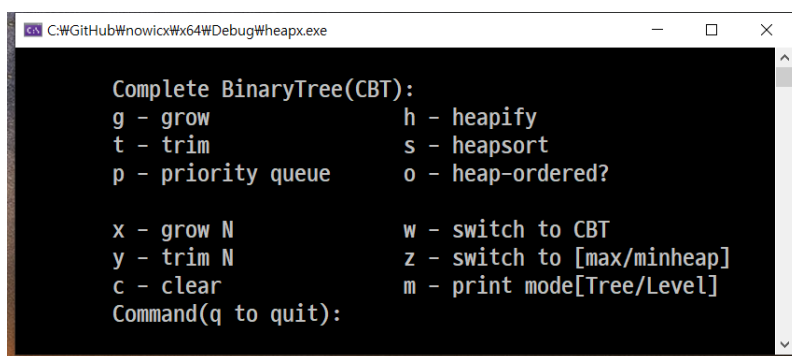 C:₩GitHub₩nowicx₩x64₩Debug₩heapx.exe
Complete BinaryTree(CBT):
g - grow h - heapify
t - trim s - heapsort
p - priority queue o - heap-ordered?
x - grow N w - switch to CBT
y - trim N z - switch to [max/minheap]
c - clear m - print mode[Tree/Level]
Command(q to quit):